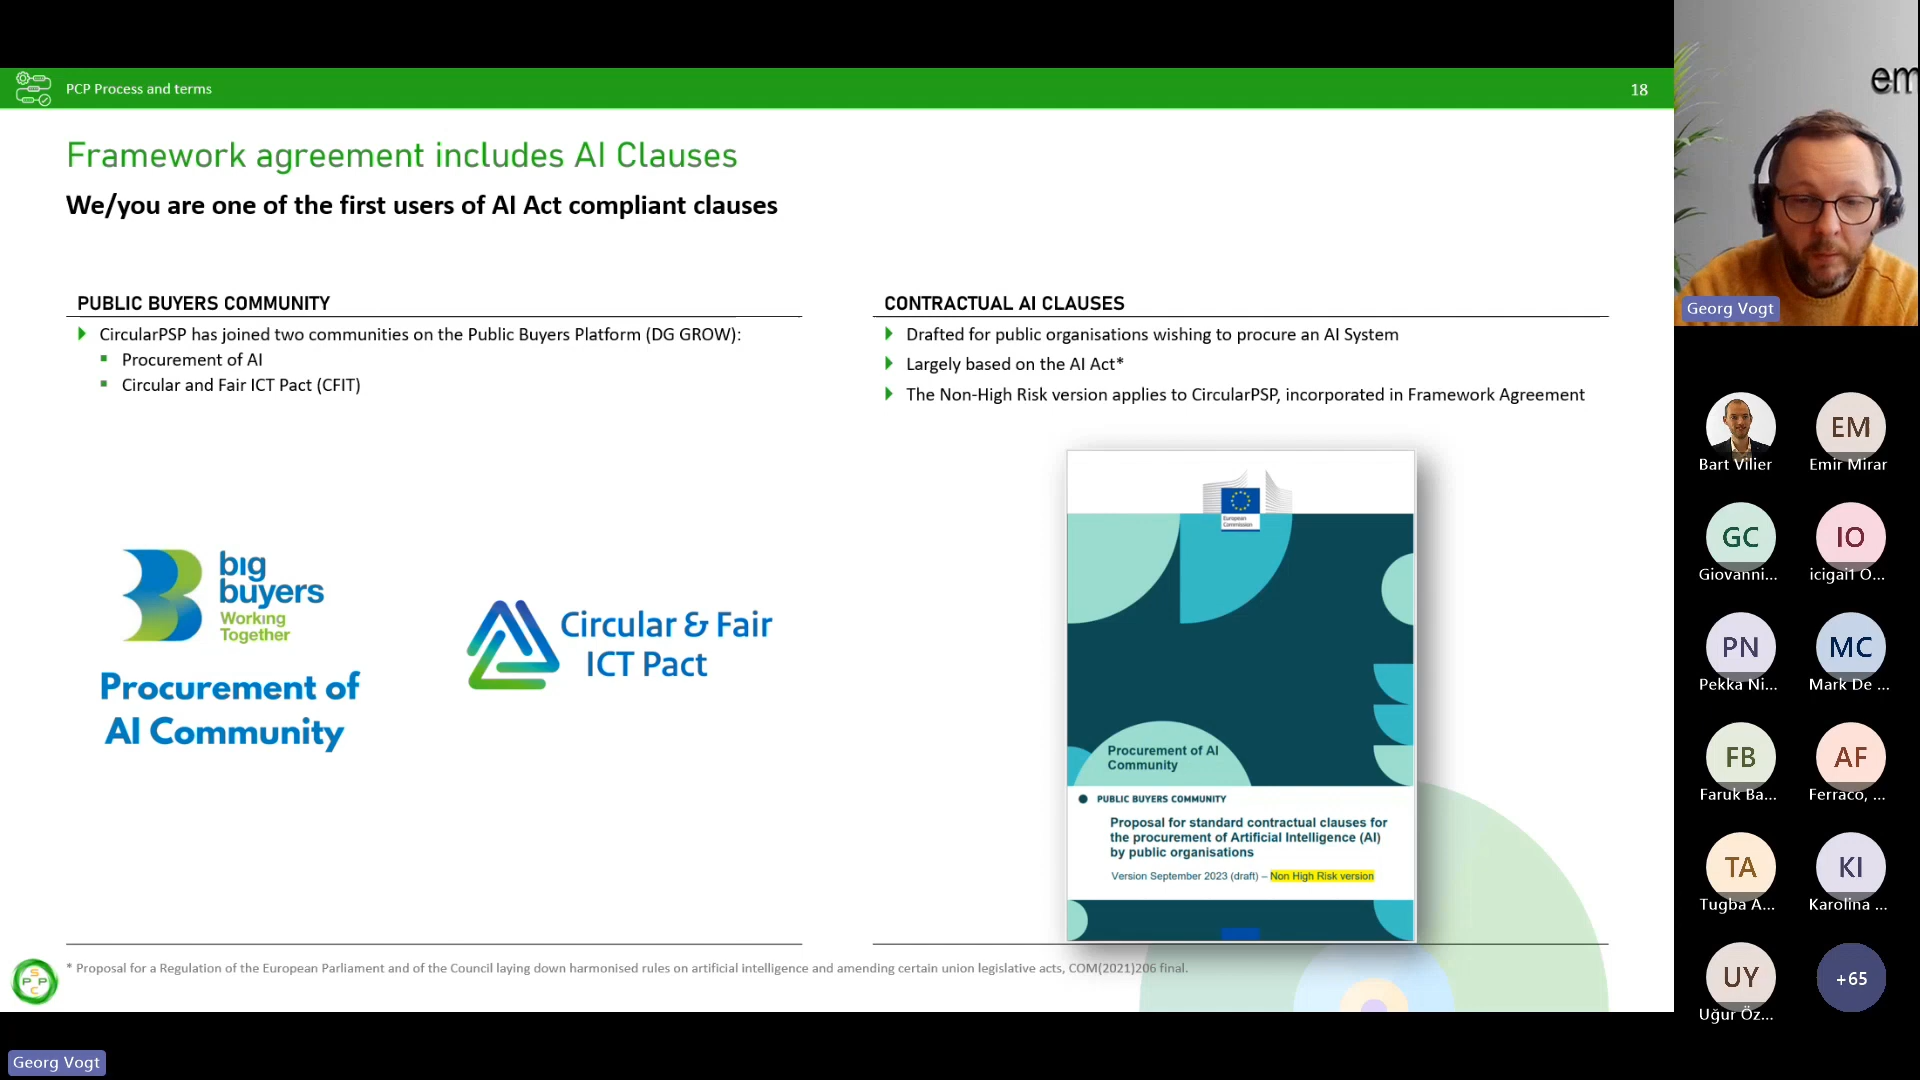 PCP Process and terms
18
Framework agreement includes AI Clauses
We/you are one of the first users of AI Act compliant clauses
PUBLIC BUYERS COMMUNITY
CircularPSP has joined two communities on the Public Buyers Platform (DG GROW):
Procurement of AI
Circular and Fair ICT Pact (CFIT)
big
buyers
Working
Together
Procurement of
AI Community
Circular & Fair
ICT Pact
CONTRACTUAL AI CLAUSES
Drafted for public organisations wishing to procure an AI System
Largely based on the AI Act*
The Non-High Risk version applies to CircularPSP, incorporated in Framework Agreement
European
Commission
Procurement of AI
Community
PUBLIC BUYERS COMMUNITY
Proposal for standard contractual clauses for
the procurement of Artificial Intelligence (AI)
by public organisations
Version September 2023 (draft) – Non High Risk version
S
P P
C
* Proposal for a Regulation of the European Parliament and of the Council laying down harmonised rules on artificial intelligence and amending certain union legislative acts, COM(2021)206 final.
Georg Vogt
em
Georg Vogt
Bart Vilier
EM
Emir Mirar
GC
Giovanni...
IO
icigai1 O...
PN
Pekka Ni...
MC
Mark De ...
FB
Faruk Ba...
AF
Ferraco, ...
TA
Tugba A...
KI
Karolina ...
UY
Uğur Öz...
+65